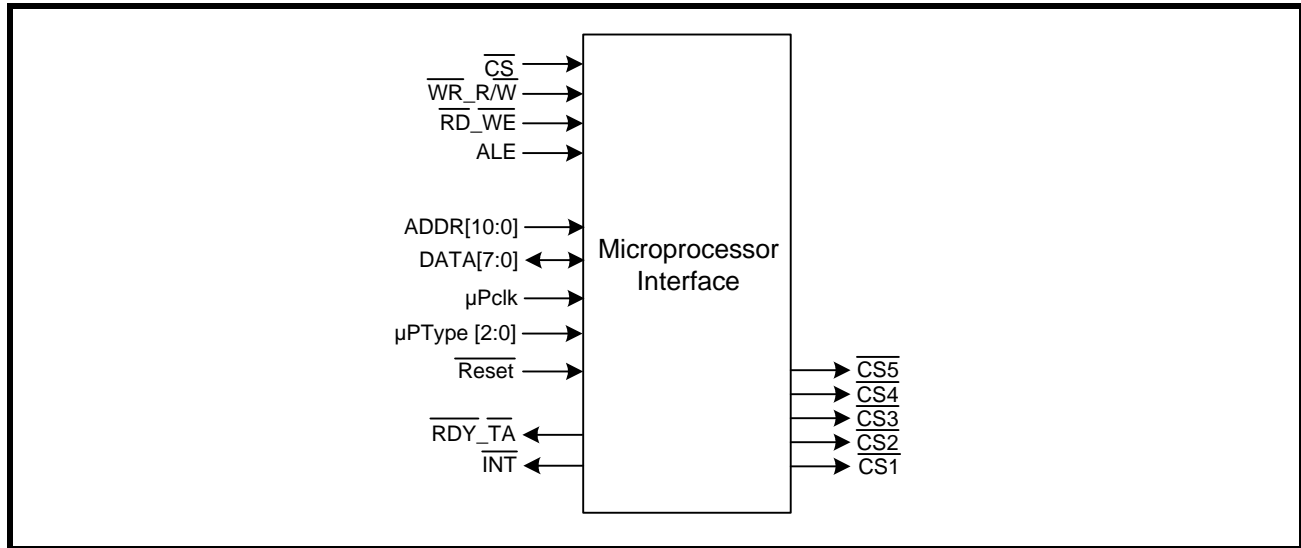 CS
WR_R/W
RD_WE
ALE
ADDR[10:0]
DATA[7:0]
µPclk
µPType [2:0]
Reset
RDY_TA
INT
Microprocessor
Interface
CS5
CS4
CS3
CS2
CS1